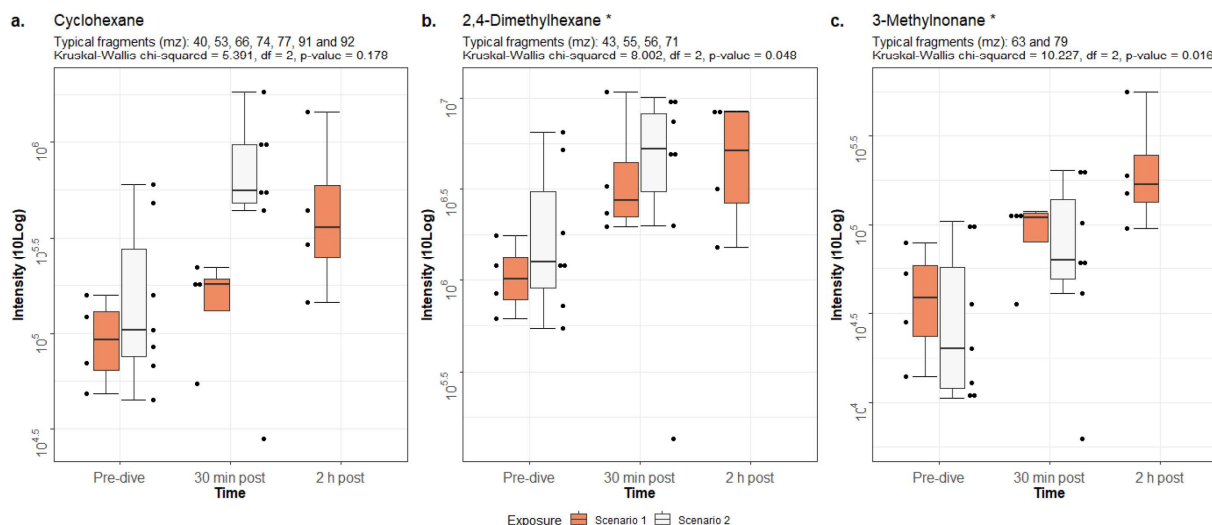 a. Cyclohexane
Typical fragments (mz): 40, 53, 66, 74, 77, 91 and 92
Kruskal-Wallis chi-squared = 5.391, df = 2, p-value = 0.178
Intensity (10Log)
10^6
10^5.5
10^5
10^4.5
Pre-dive 30 min post 2 h post
Time
b. 2,4-Dimethylhexane *
Typical fragments (mz): 43, 55, 56, 71
Kruskal-Wallis chi-squared = 8.002, df = 2, p-value = 0.048
Intensity (10Log)
10^7
10^6.5
10^6
10^5.5
Pre-dive 30 min post 2 h post
Time
c. 3-Methylnonane *
Typical fragments (mz): 63 and 79
Kruskal-Wallis chi-squared = 10.227, df = 2, p-value = 0.016
Intensity (10Log)
10^5.5
10^5
10^4.5
10^4
Pre-dive 30 min post 2 h post
Time
Exposure Scenario 1 Scenario 2